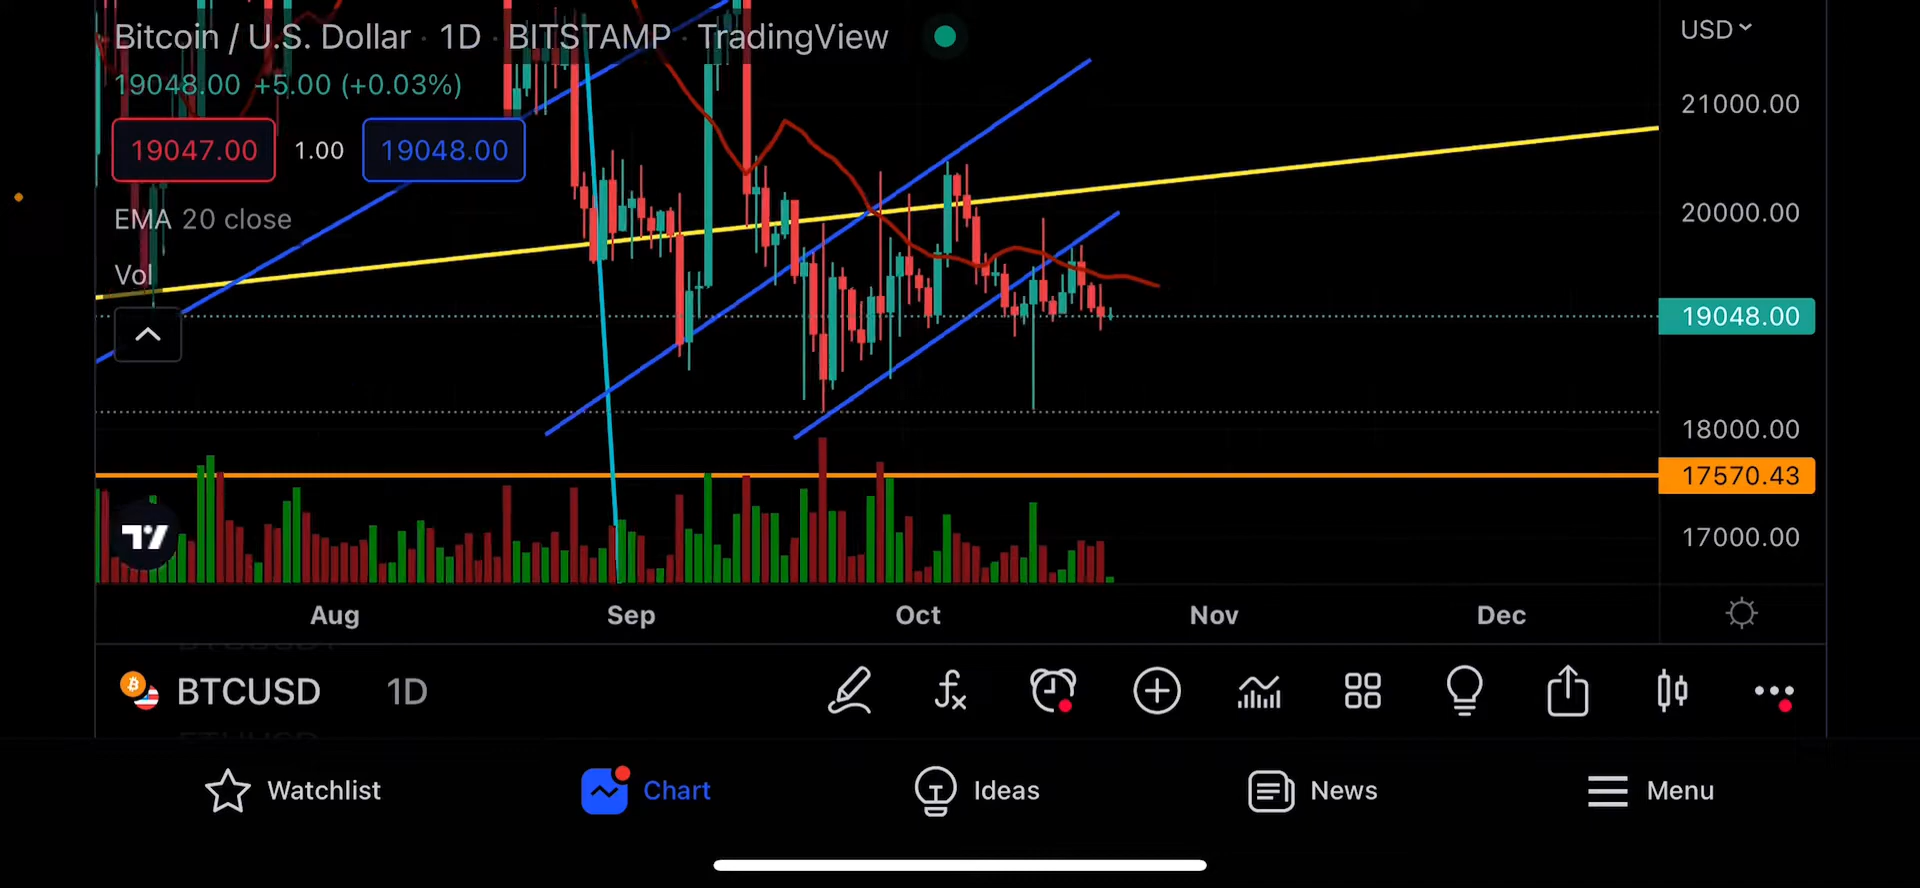 Bitcoin / U.S. Dollar · 1D · BITSTAMP · TradingView
USD
19048.00 +5.00 (+0.03%)
21000.00
19047.00 1.00 19048.00
EMA 20 close
20000.00
Vol
19048.00
18000.00
17570.43
17000.00
Aug Sep Oct Nov Dec
BTCUSD 1D
Watchlist Chart Ideas News Menu